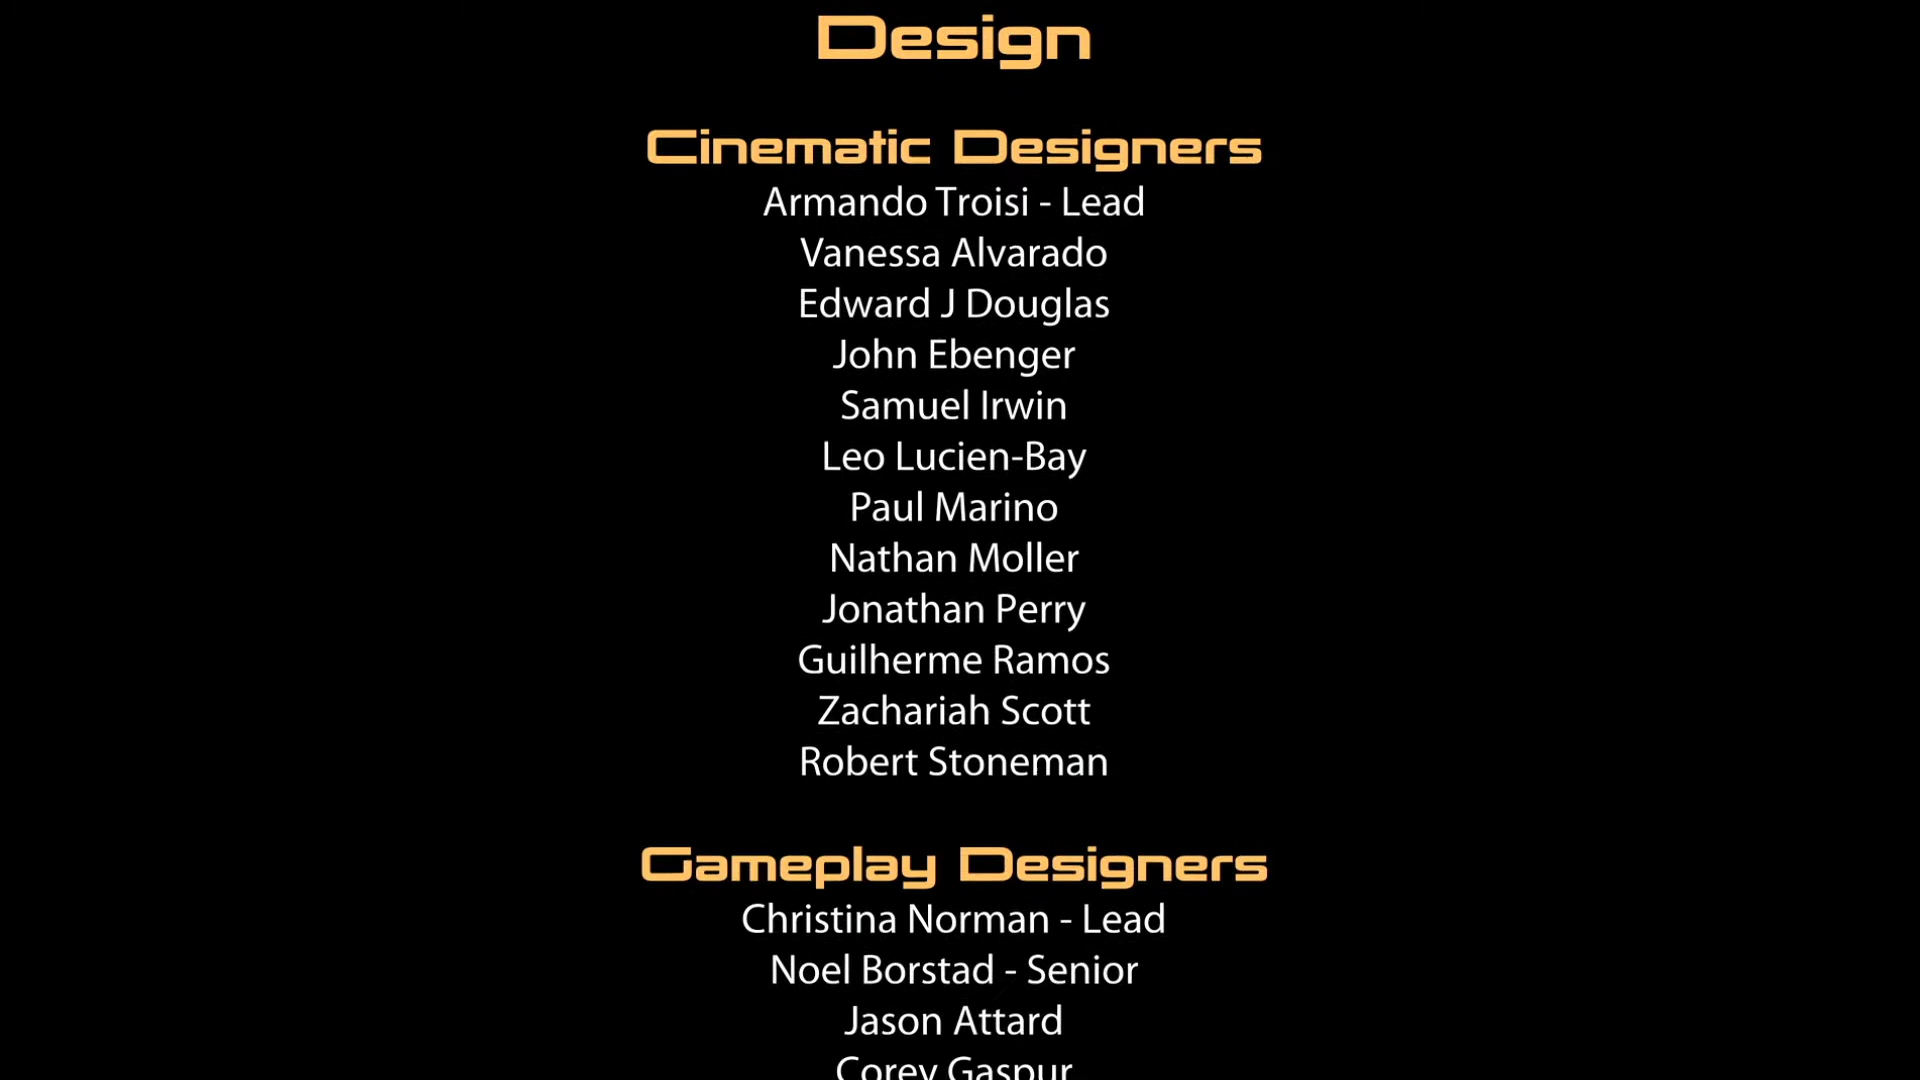 Design
Cinematic Designers
Armando Troisi - Lead
Vanessa Alvarado
Edward J Douglas
John Ebenger
Samuel Irwin
Leo Lucien-Bay
Paul Marino
Nathan Moller
Jonathan Perry
Guilherme Ramos
Zachariah Scott
Robert Stoneman
Gameplay Designers
Christina Norman - Lead
Noel Borstad - Senior
Jason Attard
Corey Gaspur